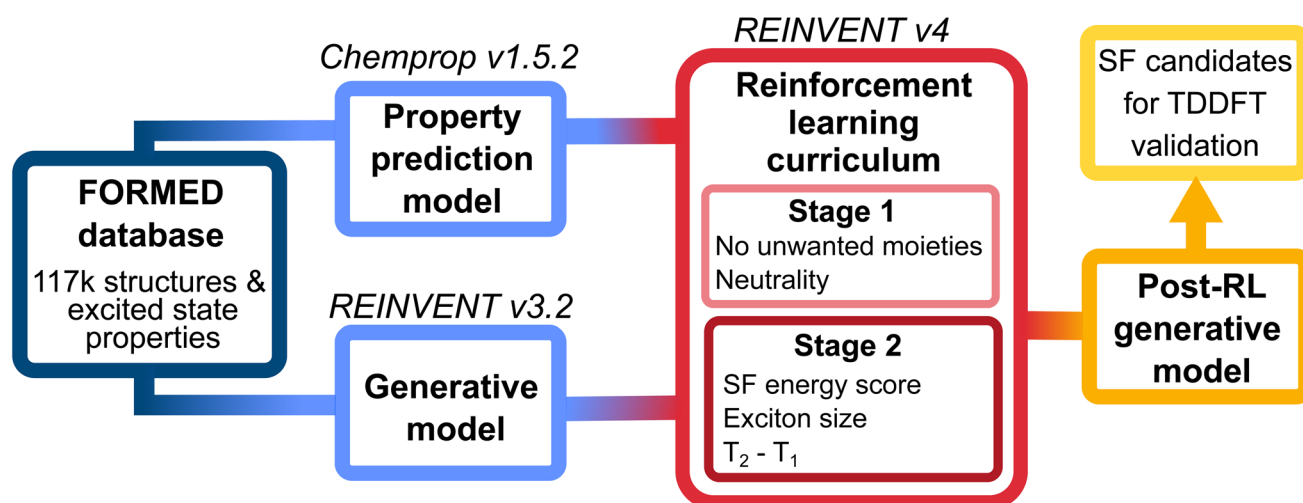 FORMED
database
117k structures &
excited state
properties
Chemprop v1.5.2
Property
prediction
model
REINVENT v3.2
Generative
model
REINVENT v4
Reinforcement
learning
curriculum
Stage 1
No unwanted moieties
Neutrality
Stage 2
SF energy score
Exciton size
T₂ - T₁
Post-RL
generative
model
SF candidates
for TDDFT
validation